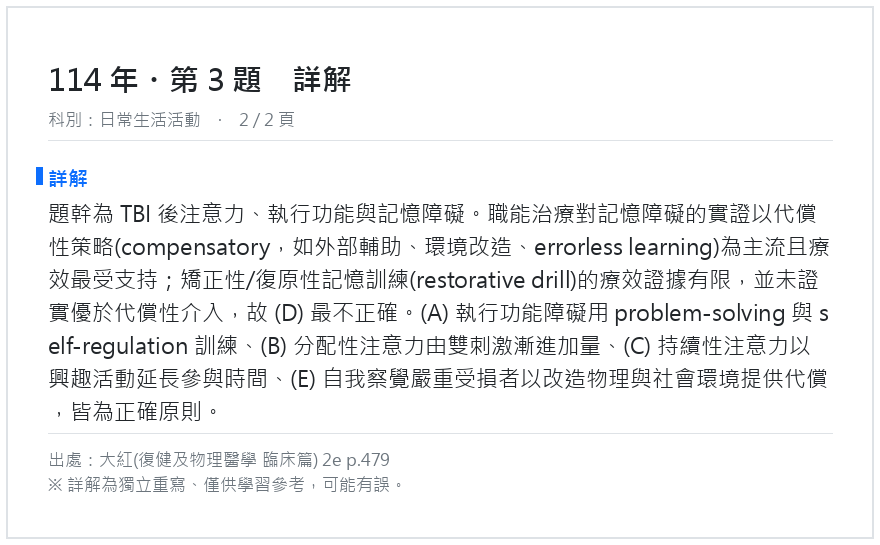 114 年・第 3 題　詳解
科別：日常生活活動　·　2 / 2 頁
詳解
題幹為 TBI 後注意力、執行功能與記憶障礙。職能治療對記憶障礙的實證以代償
性策略(compensatory，如外部輔助、環境改造、errorless learning)為主流且療
效最受支持；矯正性/復原性記憶訓練(restorative drill)的療效證據有限，並未證
實優於代償性介入，故 (D) 最不正確。(A) 執行功能障礙用 problem-solving 與 s
elf-regulation 訓練、(B) 分配性注意力由雙刺激漸進加量、(C) 持續性注意力以
興趣活動延長參與時間、(E) 自我察覺嚴重受損者以改造物理與社會環境提供代償
，皆為正確原則。
出處：大紅(復健及物理醫學 臨床篇) 2e p.479
※ 詳解為獨立重寫、僅供學習參考，可能有誤。